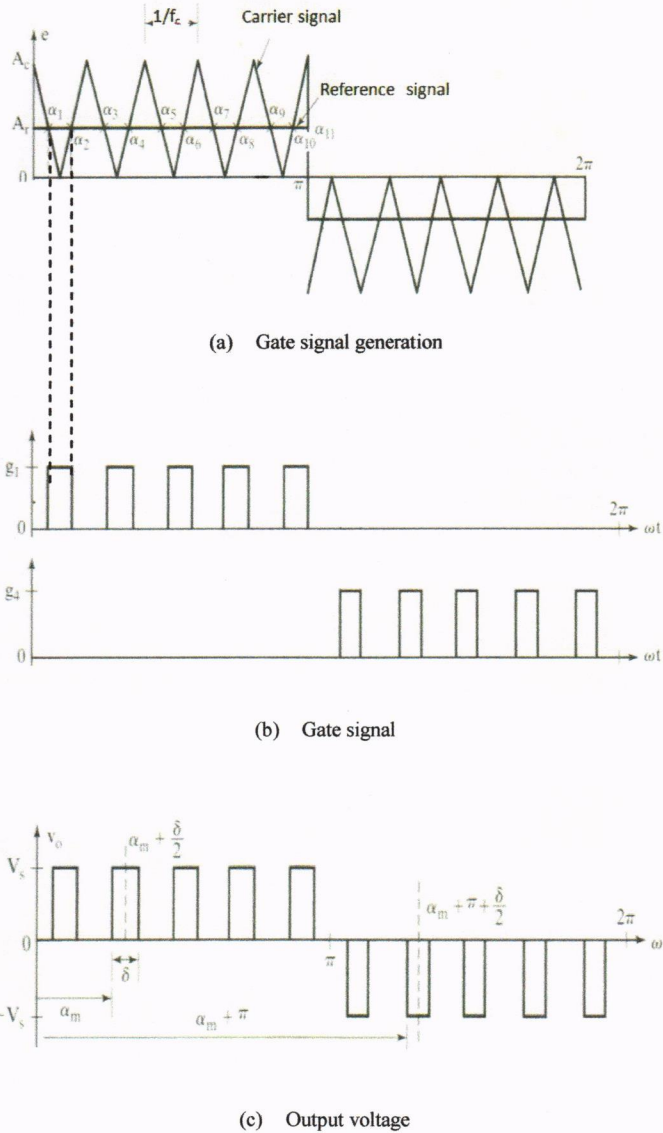 1/fc
Carrier signal
e
Ac
Reference signal
α1 α3 α5 α7 α9
Ar
α2 α4 α6 α8 α10 α11
0
π
2π
(a) Gate signal generation
g1
0
2π
ωt
g4
0
ωt
(b) Gate signal
vo
αm + δ/2
Vs
αm + π + δ/2
2π
0
π
ω
δ
αm
-Vs
αm + π
(c) Output voltage